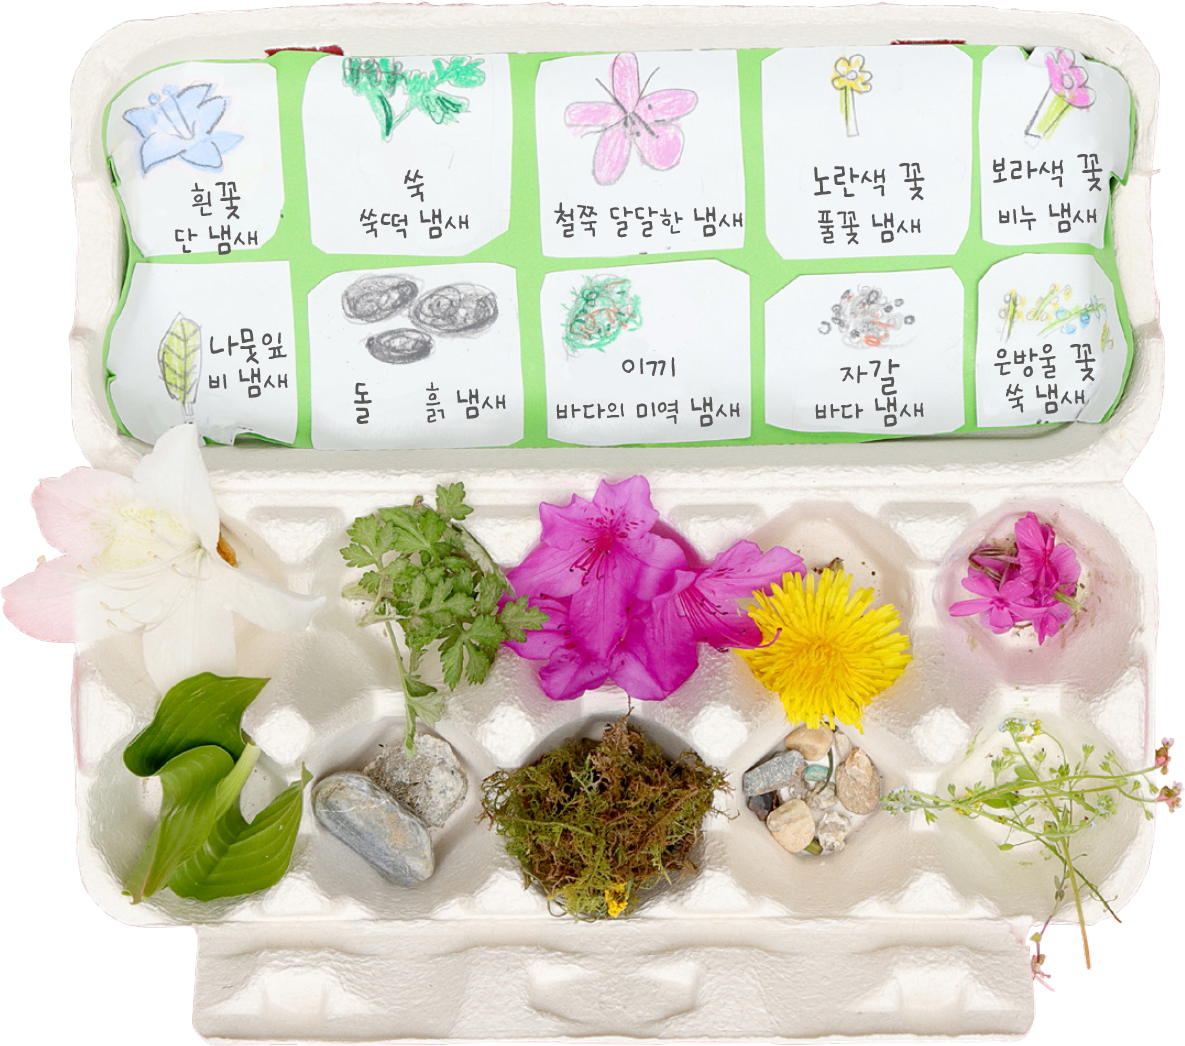 흰꽃
단 냄새
쑥
쑥떡 냄새
철쭉 달달한 냄새
노란색 꽃
풀꽃 냄새
보라색 꽃
비누 냄새
나뭇잎
비 냄새
돌 흙 냄새
이끼
바다의 미역 냄새
자갈
바다 냄새
은방울 꽃
쑥 냄새